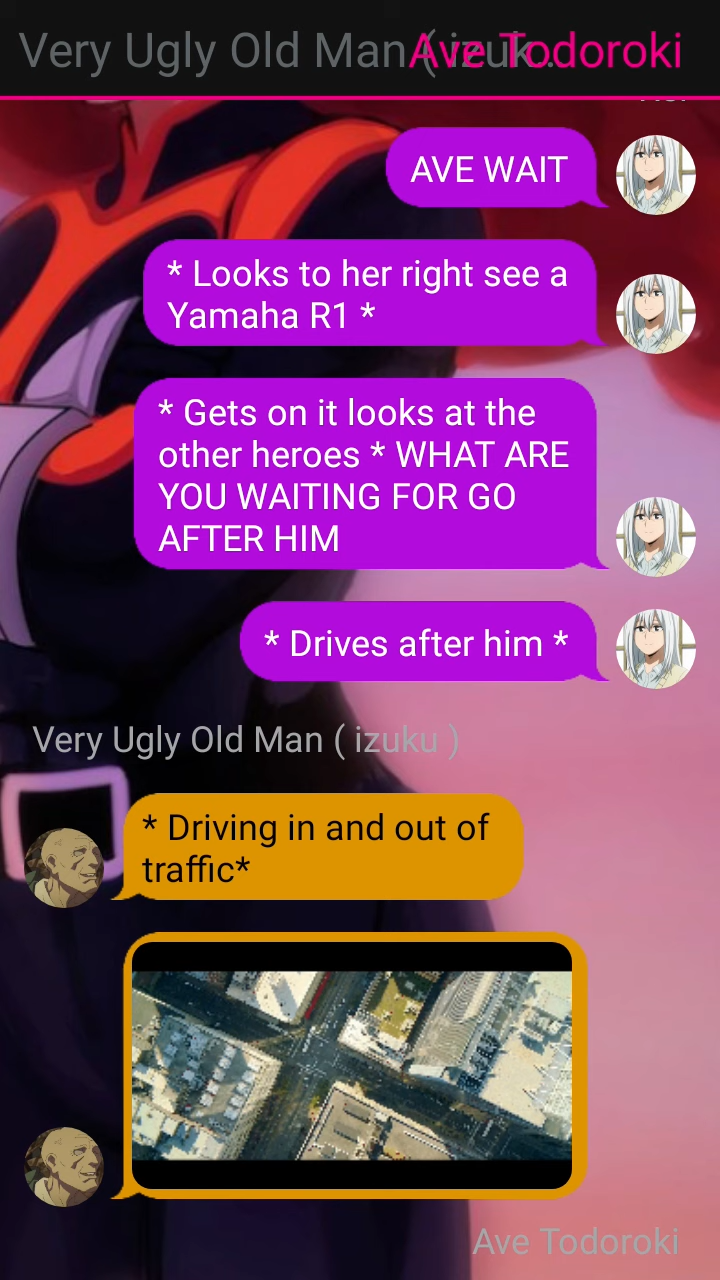 Very Ugly Old Man ( izuk..
Ave Todoroki
AVE WAIT
* Looks to her right see a
Yamaha R1 *
* Gets on it looks at the
other heroes * WHAT ARE
YOU WAITING FOR GO
AFTER HIM
* Drives after him *
Very Ugly Old Man ( izuku )
* Driving in and out of
traffic*
Ave Todoroki